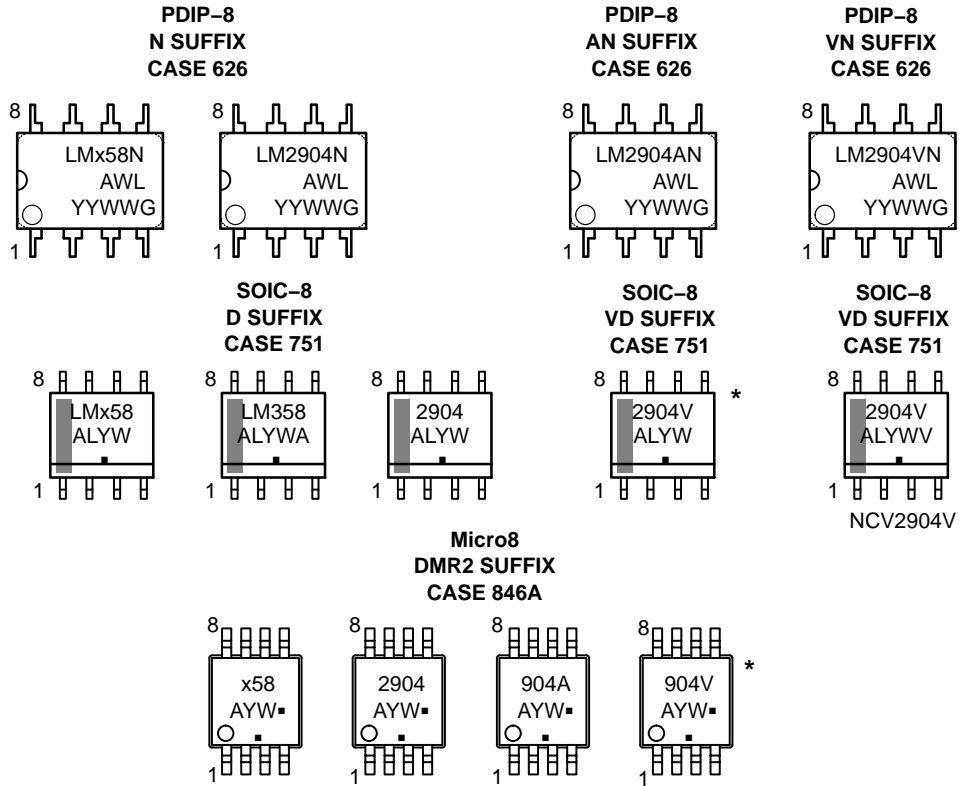 PDIP–8
N SUFFIX
CASE 626
PDIP–8
AN SUFFIX
CASE 626
PDIP–8
VN SUFFIX
CASE 626
8
LMx58N
AWL
YYWWG
1
LM2904N
AWL
YYWWG
8
1
8
LM2904AN
AWL
YYWWG
1
8
LM2904VN
AWL
YYWWG
1
SOIC–8
D SUFFIX
CASE 751
SOIC–8
VD SUFFIX
CASE 751
SOIC–8
VD SUFFIX
CASE 751
8
LMx58
ALYW
1
8
LM358
ALYWA
1
8
2904
ALYW
1
8
2904V
ALYW
1
*
8
2904V
ALYWV
1
NCV2904V
Micro8
DMR2 SUFFIX
CASE 846A
8
x58
AYW
1
8
2904
AYW
1
8
904A
AYW
1
8
904V
AYW
1
*